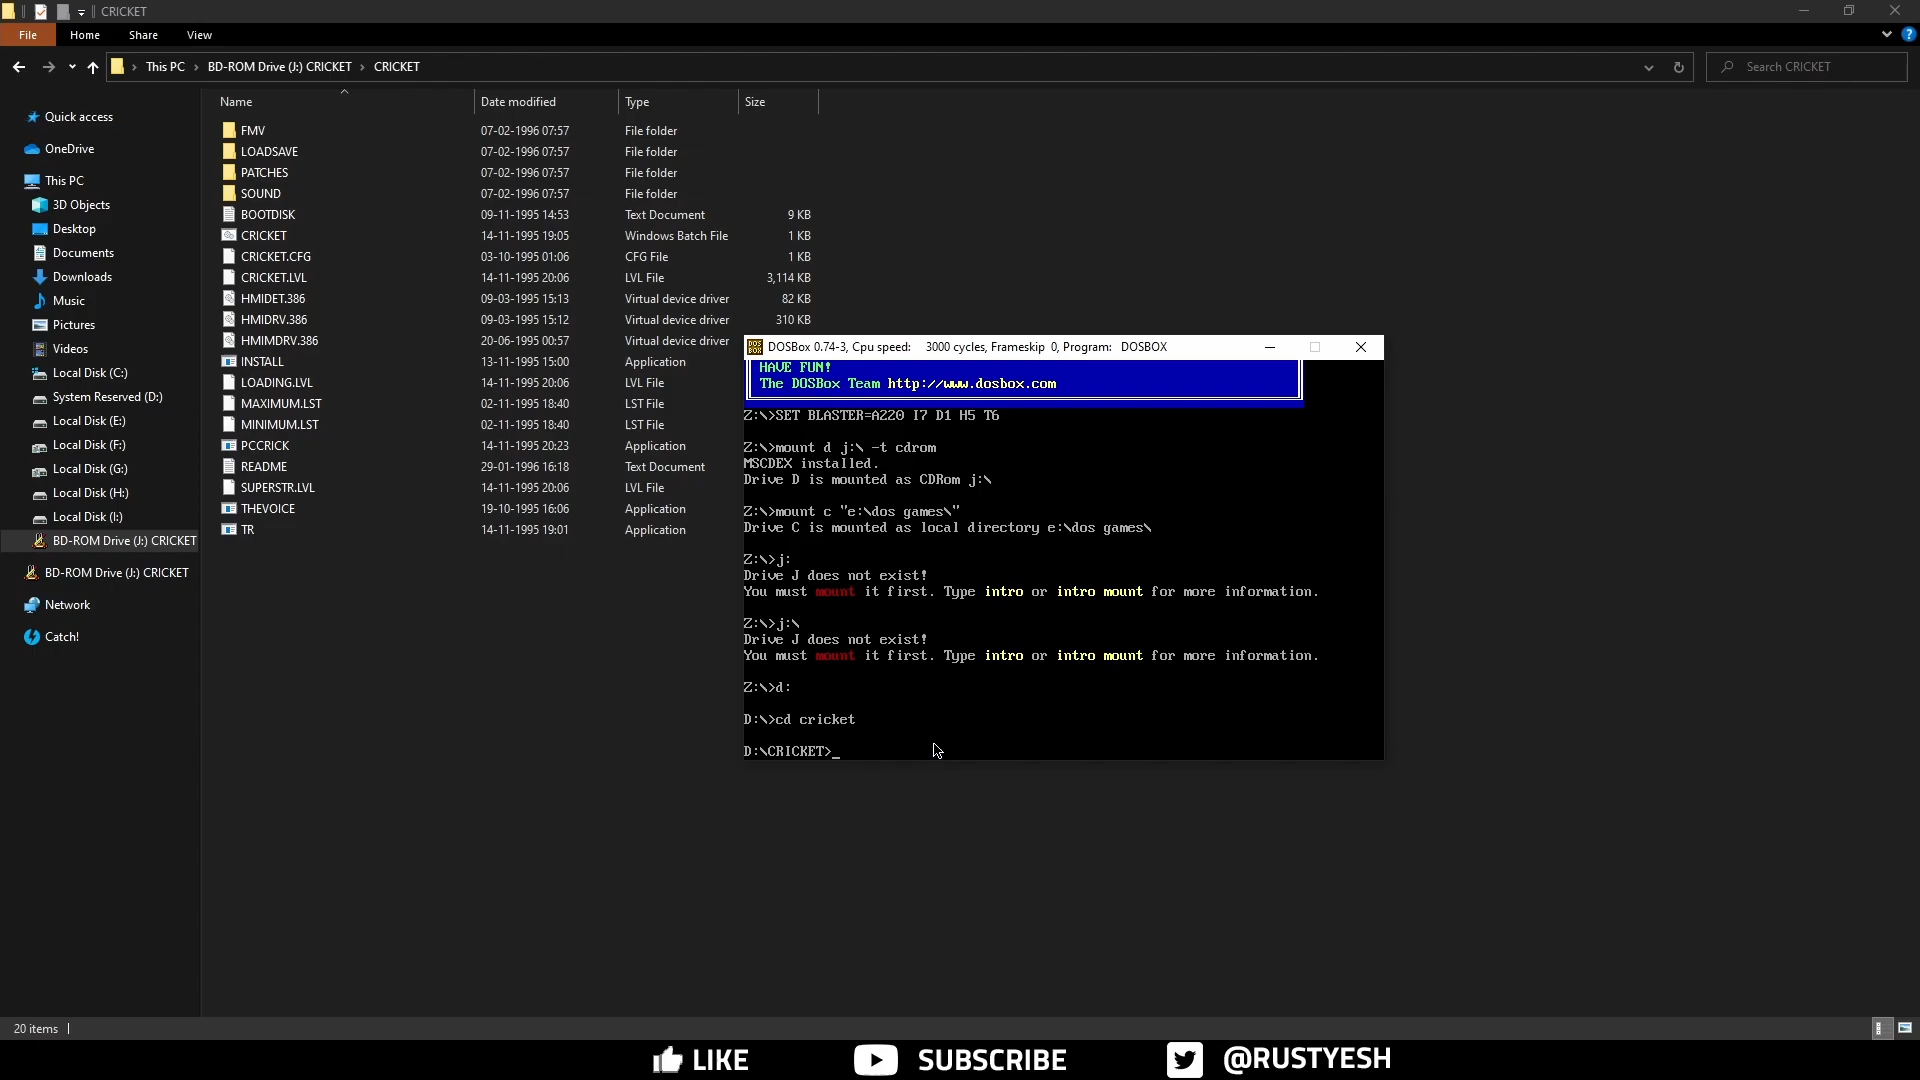 CRICKET
File Home Share View
This PC BD-ROM Drive (J:) CRICKET CRICKET Search CRICKET
Name Date modified Type Size
Quick access
OneDrive
This PC
3D Objects
Desktop
Documents
Downloads
Music
Pictures
Videos
Local Disk (C:)
System Reserved (D:)
Local Disk (E:)
Local Disk (F:)
Local Disk (G:)
Local Disk (H:)
Local Disk (I:)
BD-ROM Drive (J:) CRICKET
BD-ROM Drive (J:) CRICKET
Network
Catch!
FMV 07-02-1996 07:57 File folder
LOADSAVE 07-02-1996 07:57 File folder
PATCHES 07-02-1996 07:57 File folder
SOUND 07-02-1996 07:57 File folder
BOOTDISK 09-11-1995 14:53 Text Document 9 KB
CRICKET 14-11-1995 19:05 Windows Batch File 1 KB
CRICKET.CFG 03-10-1995 01:06 CFG File 1 KB
CRICKET.LVL 14-11-1995 20:06 LVL File 3,114 KB
HMIDET.386 09-03-1995 15:13 Virtual device driver 82 KB
HMIDRV.386 09-03-1995 15:12 Virtual device driver 310 KB
HMIMDRV.386 20-06-1995 00:57 Virtual device driver
INSTALL 13-11-1995 15:00 Application
LOADING.LVL 14-11-1995 20:06 LVL File
MAXIMUM.LST 02-11-1995 18:40 LST File
MINIMUM.LST 02-11-1995 18:40 LST File
PCCRICK 14-11-1995 20:23 Application
README 29-01-1996 16:18 Text Document
SUPERSTR.LVL 14-11-1995 20:06 LVL File
THEVOICE 19-10-1995 16:06 Application
TR 14-11-1995 19:01 Application
DOSBox 0.74-3, Cpu speed: 3000 cycles, Frameskip 0, Program: DOSBOX
HAVE FUN!
The DOSBox Team http://www.dosbox.com
Z:\>SET BLASTER=A220 I7 D1 H5 T6
Z:\>mount d j:\ -t cdrom
MSCDEX installed.
Drive D is mounted as CDRom j:\
Z:\>mount c "e:\dos games\"
Drive C is mounted as local directory e:\dos games\
Z:\>j:
Drive J does not exist!
You must mount it first. Type intro or intro mount for more information.
Z:\>j:\
Drive J does not exist!
You must mount it first. Type intro or intro mount for more information.
Z:\>d:
D:\>cd cricket
D:\CRICKET>_
20 items
LIKE SUBSCRIBE @RUSTYESH